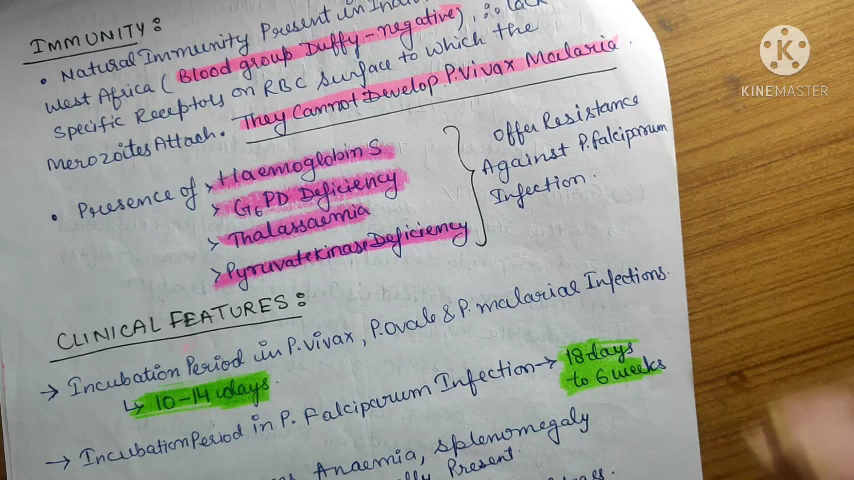 IMMUNITY:
• Natural Immunity Present in
West Africa (Blood group Duffy-negative), ∵ lack
Specific Receptors on RBC Surface to which the
Merozoites Attach. They Cannot Develop P.Vivax Malaria.
• Presence of > Haemoglobin S
> G6PD Deficiency
> Thalassaemia
> Pyruvatekinase Deficiency
Offer Resistance
Against P.falciparum
Infection.
CLINICAL FEATURES:
→ Incubation Period in P.Vivax, P.Ovale & P.malarial Infections.
↳ 10-14 days.
→ Incubation Period in P. Falciparum Infection → 18 days
to 6 weeks
Anaemia, splenomegaly
Present.
KINEMASTER